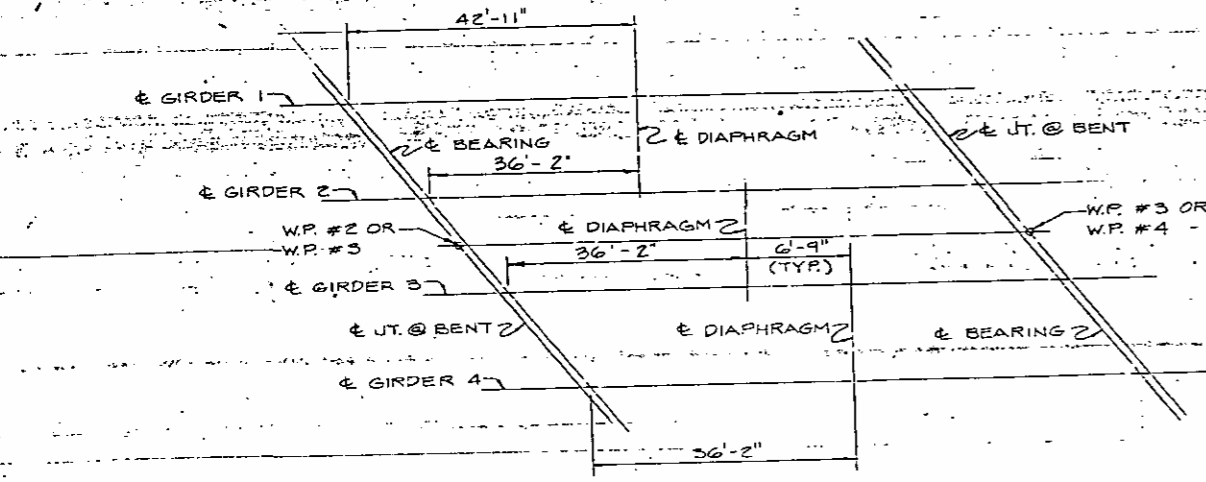 42'-11"
℄ GIRDER 1
℄ BEARING
℄ DIAPHRAGM
℄ JT. @ BENT
36'-2"
℄ GIRDER 2
W.P. #2 OR
W.P. #3
℄ DIAPHRAGM
W.P. #3 OR
W.P. #4
36'-2"
6'-9"
(TYP.)
℄ GIRDER 3
℄ JT. @ BENT
℄ DIAPHRAGM
℄ BEARING
℄ GIRDER 4
36'-2"